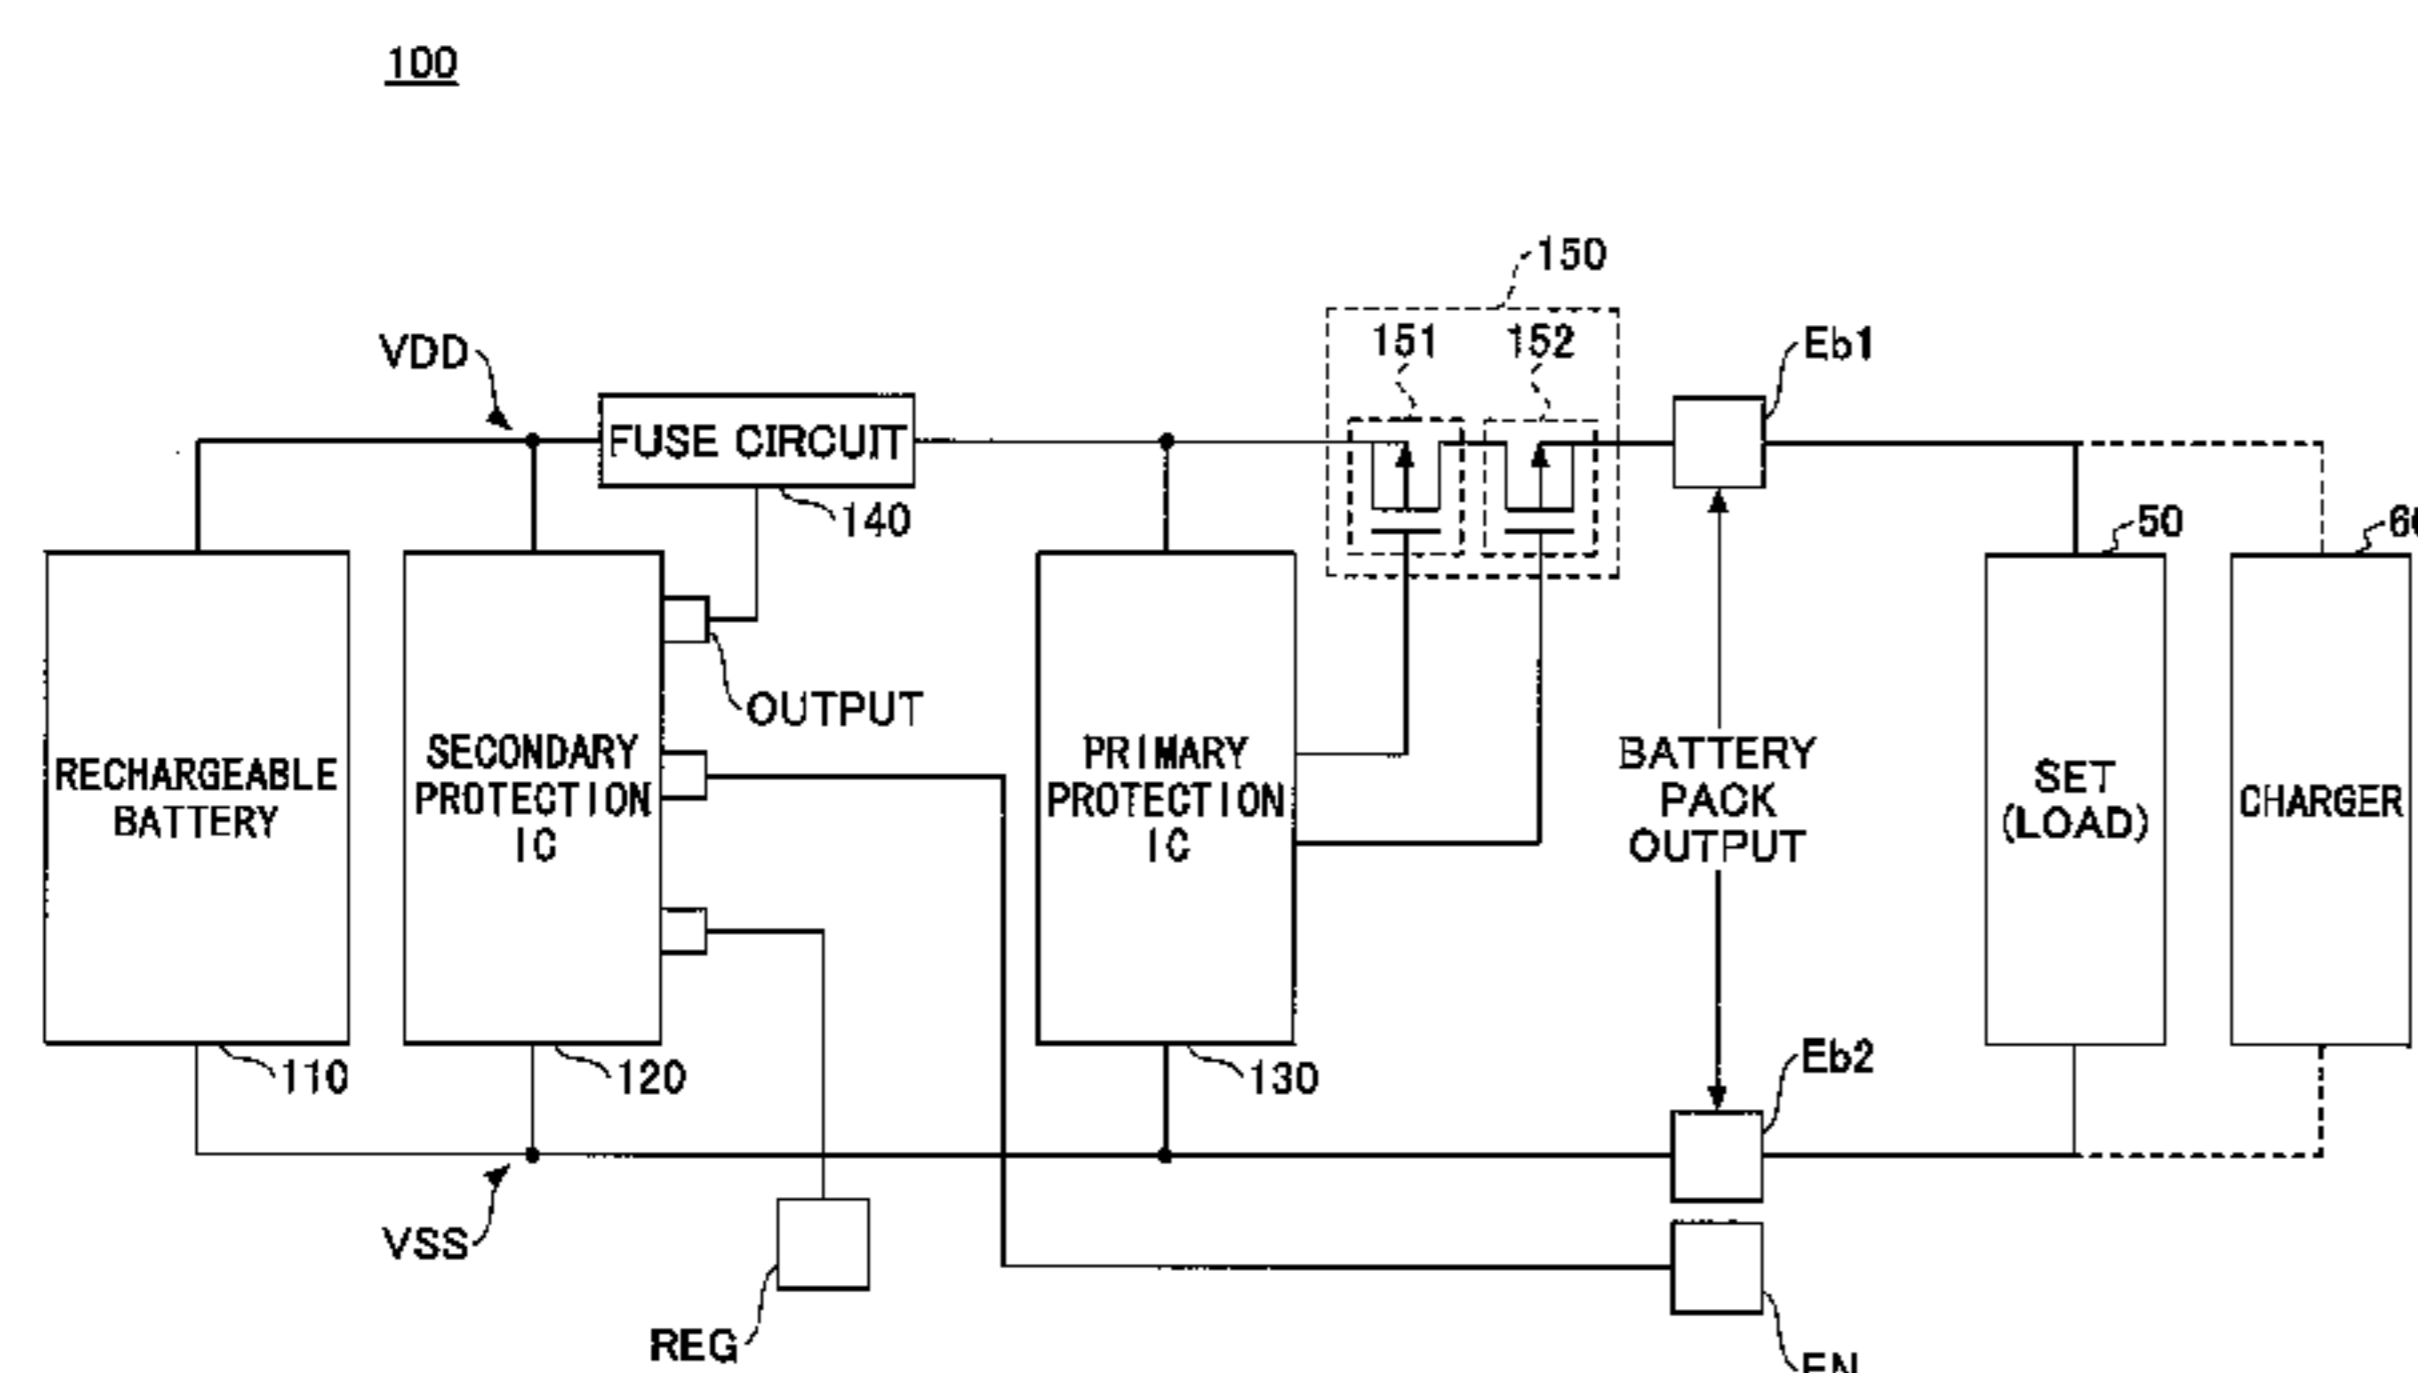 100
150
151
152
VDD
Eb1
FUSE CIRCUIT
140
50
OUTPUT
RECHARGEABLE
BATTERY
SECONDARY
PROTECTION
IC
PRIMARY
PROTECTION
IC
BATTERY
PACK
OUTPUT
SET
(LOAD)
CHARGER
110
120
130
Eb2
VSS
REG
EN